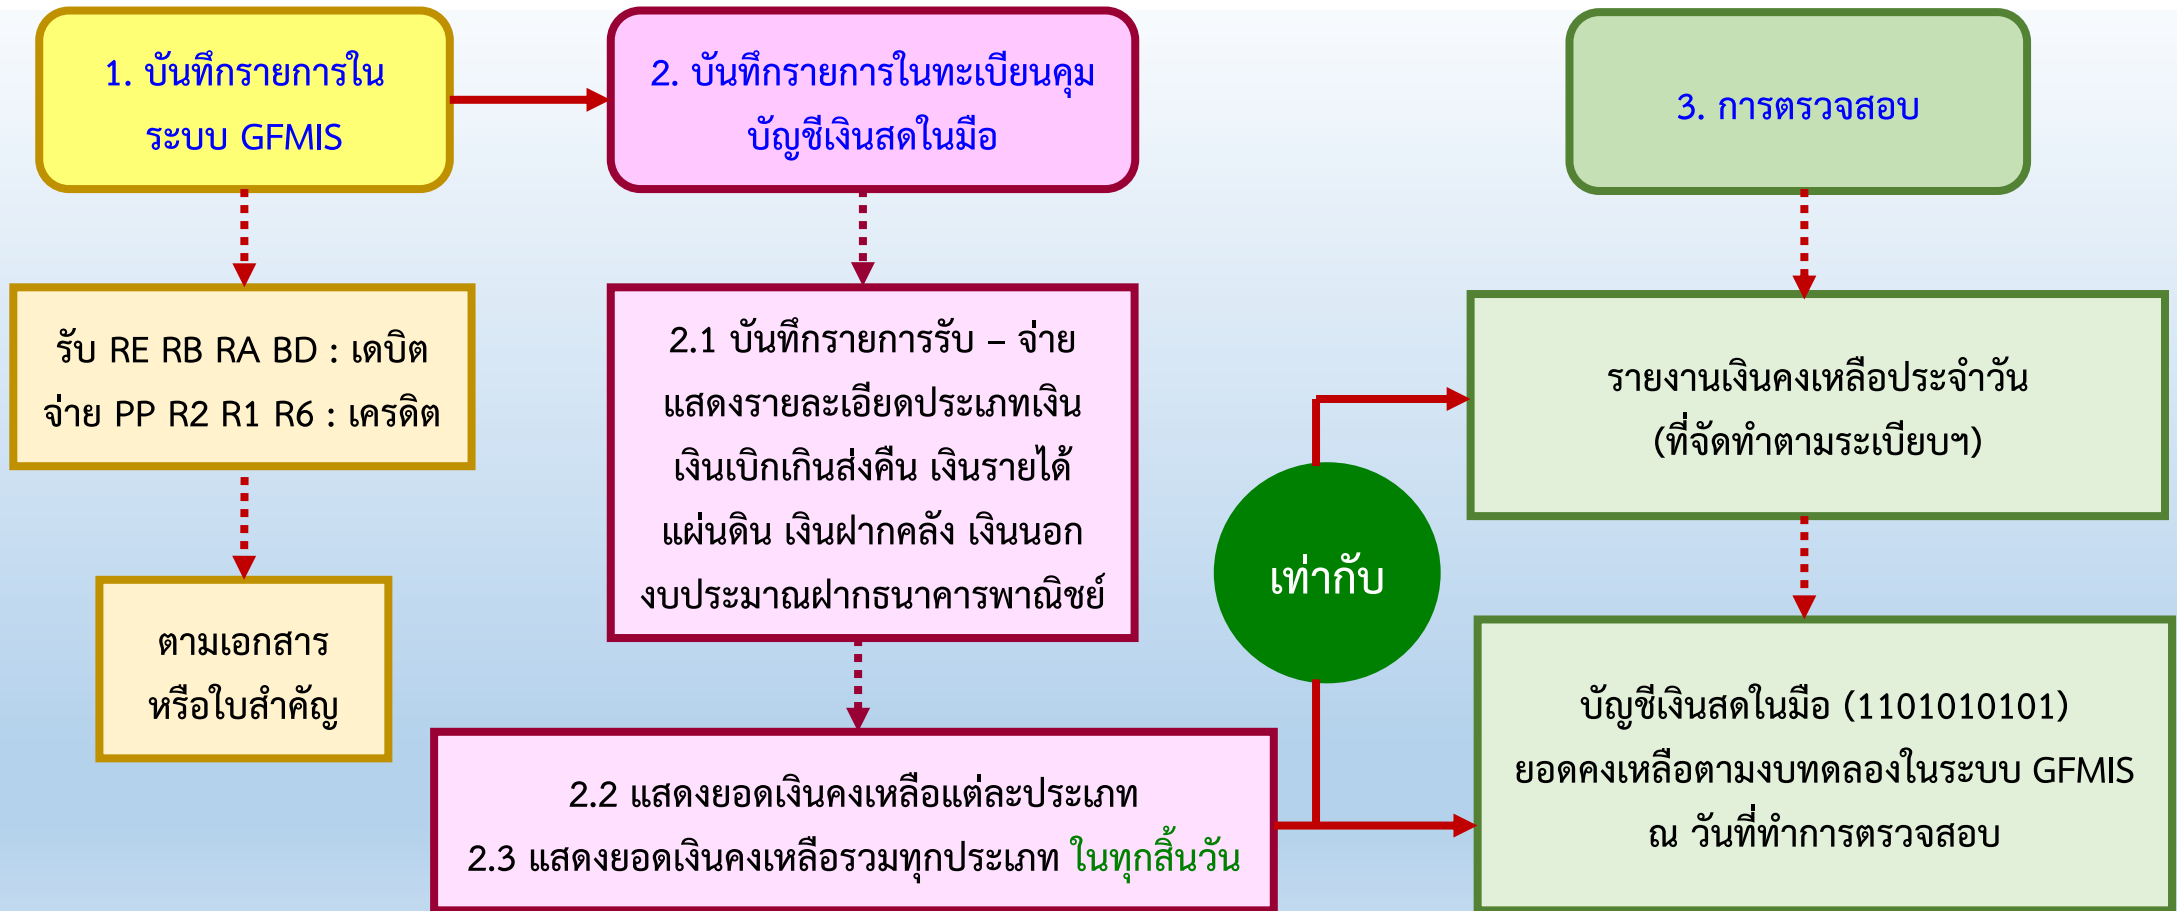 1. บันทึกรายการใน
ระบบ GFMIS
2. บันทึกรายการในทะเบียนคุม
บัญชีเงินสดในมือ
3. การตรวจสอบ
รับ RE RB RA BD : เดบิต
จ่าย PP R2 R1 R6 : เครดิต
ตามเอกสาร
หรือใบสำคัญ
2.1 บันทึกรายการรับ – จ่าย
แสดงรายละเอียดประเภทเงิน
เงินเบิกเกินส่งคืน เงินรายได้
แผ่นดิน เงินฝากคลัง เงินนอก
งบประมาณฝากธนาคารพาณิชย์
2.2 แสดงยอดเงินคงเหลือแต่ละประเภท
2.3 แสดงยอดเงินคงเหลือรวมทุกประเภท ในทุกสิ้นวัน
เท่ากับ
รายงานเงินคงเหลือประจำวัน
(ที่จัดทำตามระเบียบฯ)
บัญชีเงินสดในมือ (1101010101)
ยอดคงเหลือตามงบทดลองในระบบ GFMIS
ณ วันที่ทำการตรวจสอบ